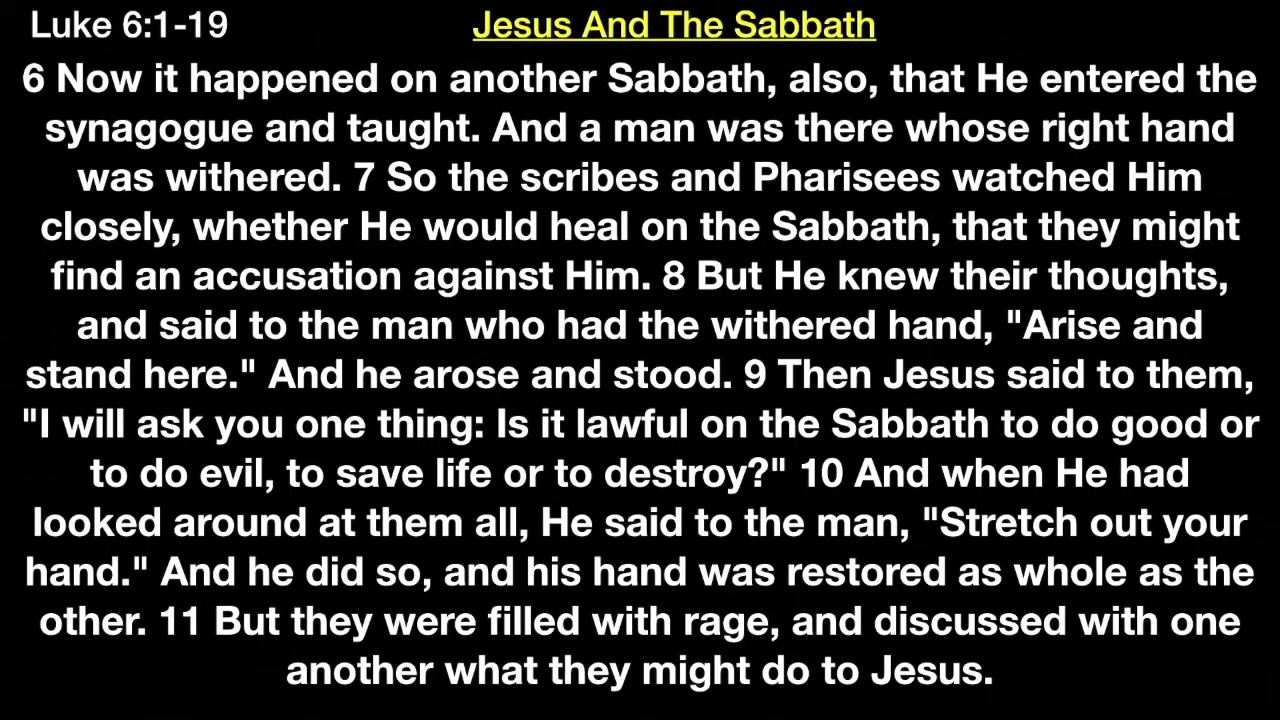 Luke 6:1-19
Jesus And The Sabbath
6 Now it happened on another Sabbath, also, that He entered the
synagogue and taught. And a man was there whose right hand
was withered. 7 So the scribes and Pharisees watched Him
closely, whether He would heal on the Sabbath, that they might
find an accusation against Him. 8 But He knew their thoughts,
and said to the man who had the withered hand, "Arise and
stand here." And he arose and stood. 9 Then Jesus said to them,
"I will ask you one thing: Is it lawful on the Sabbath to do good or
to do evil, to save life or to destroy?" 10 And when He had
looked around at them all, He said to the man, "Stretch out your
hand." And he did so, and his hand was restored as whole as the
other. 11 But they were filled with rage, and discussed with one
another what they might do to Jesus.